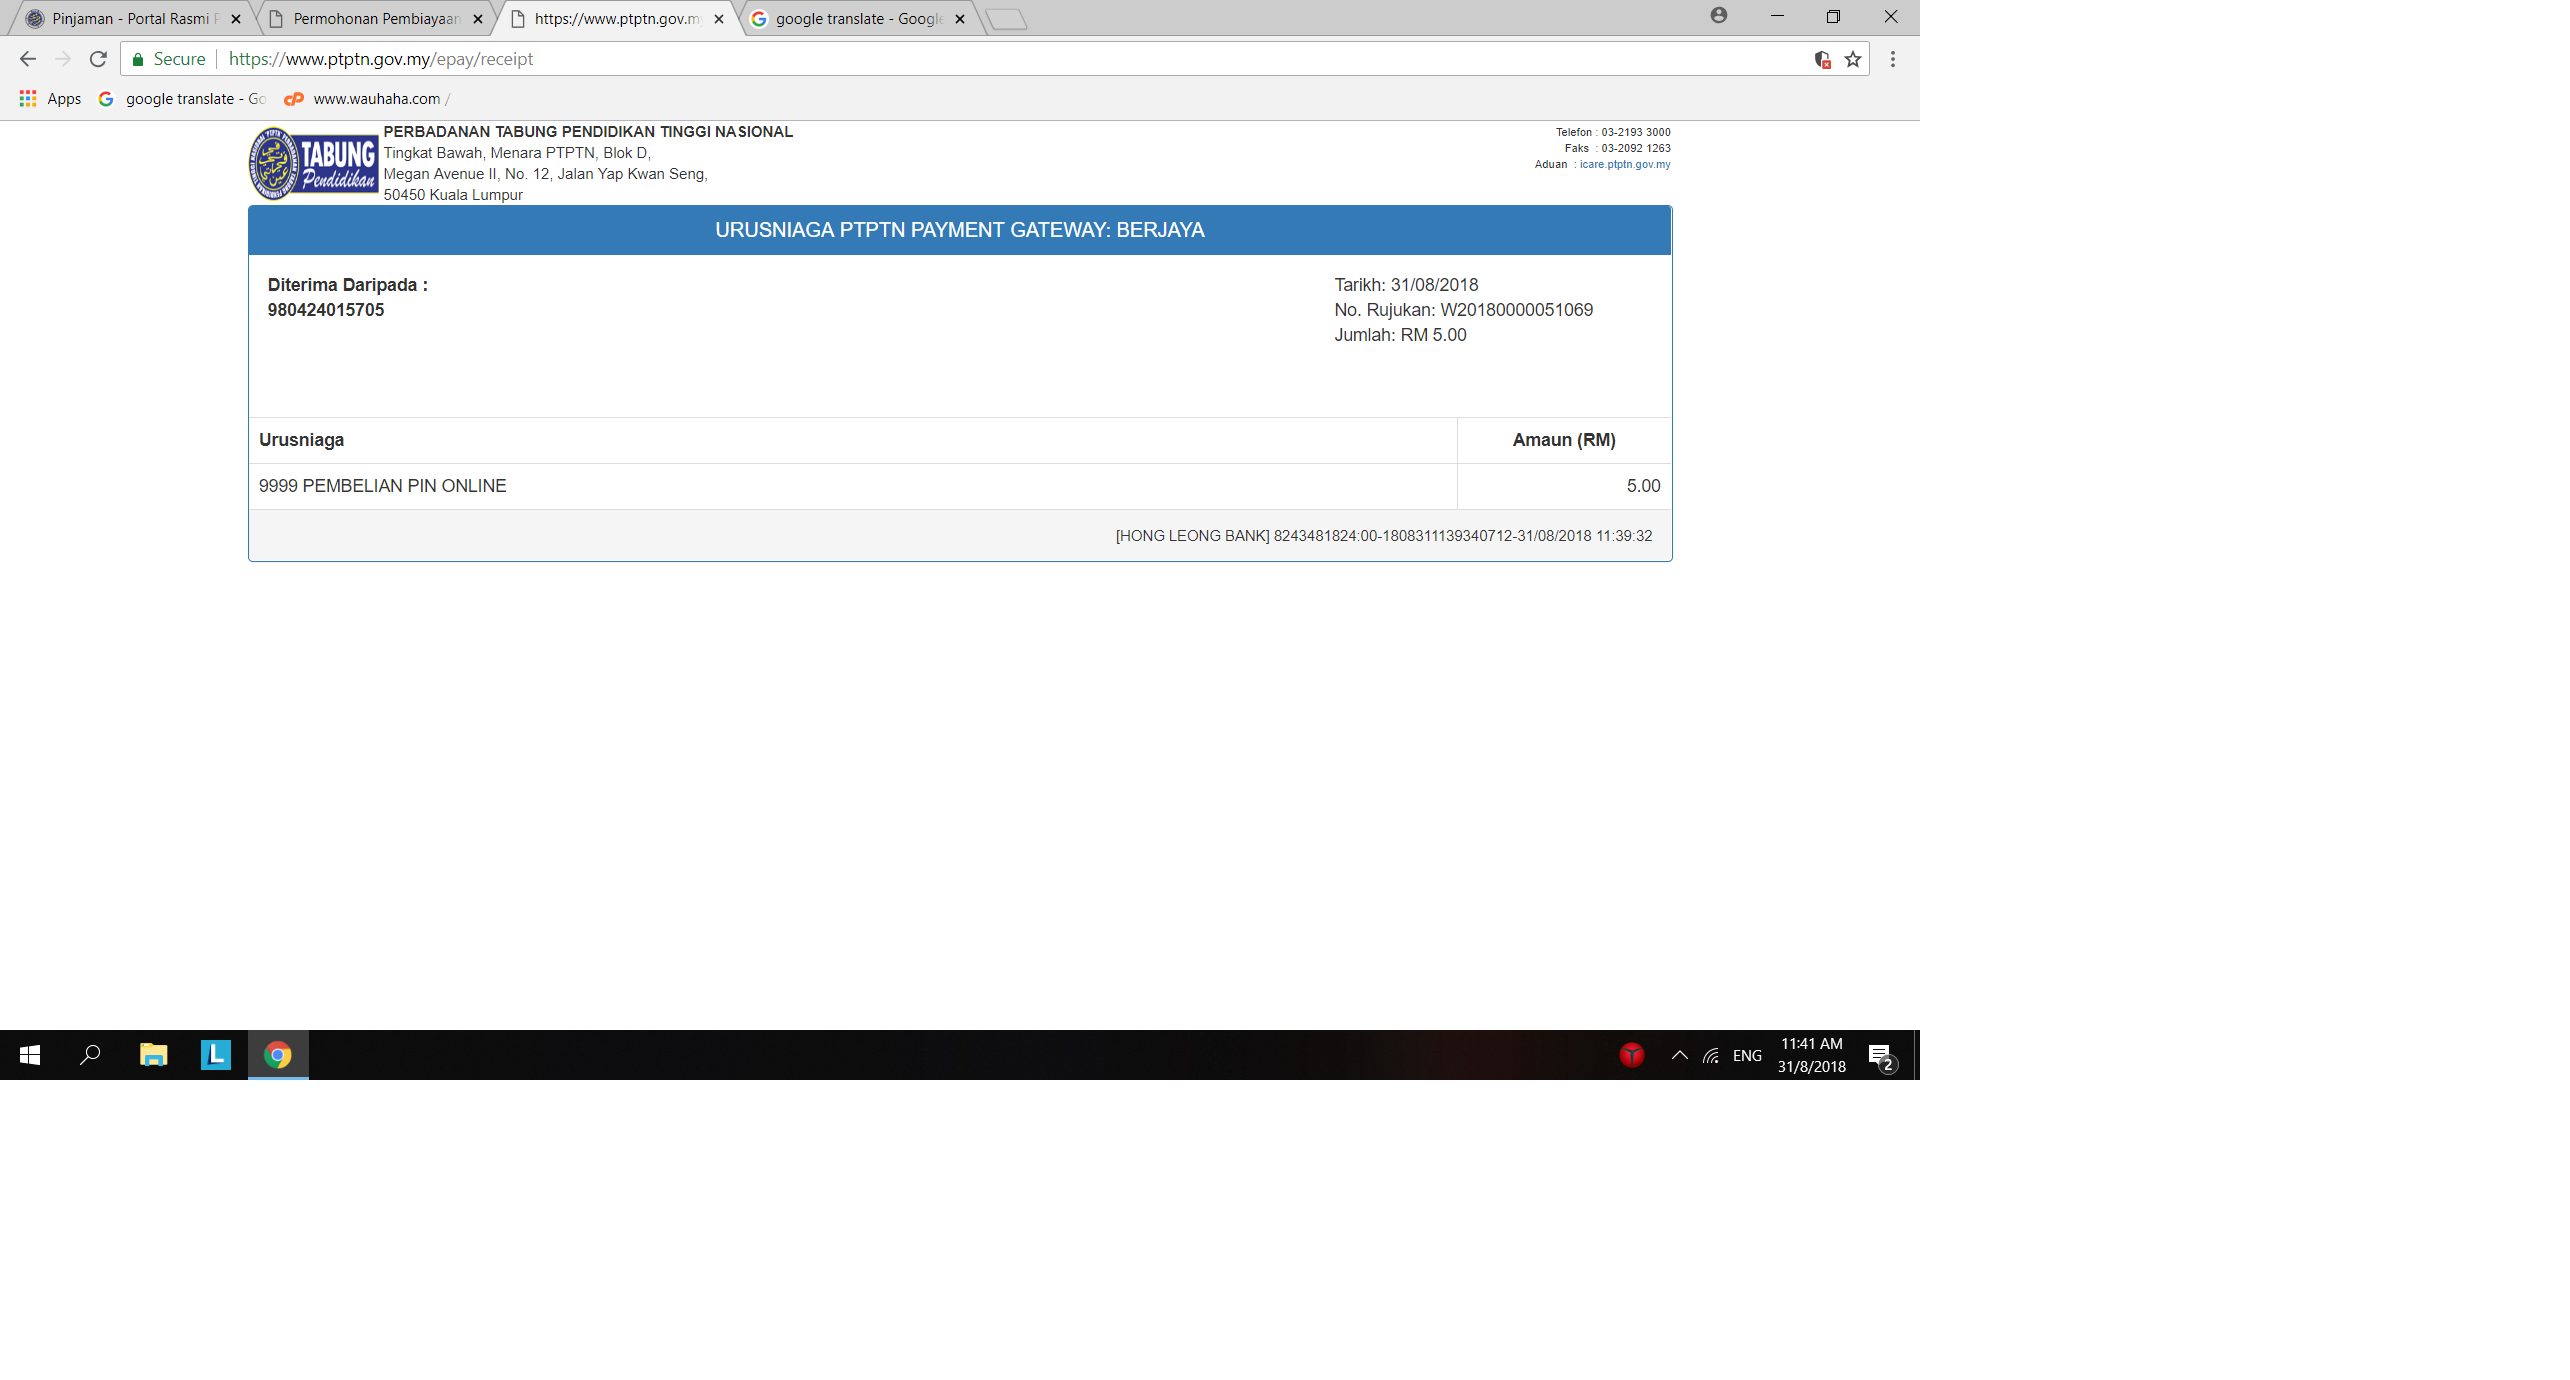 Pinjaman - Portal Rasmi P
Permohonan Pembiayaan
https://www.ptptn.gov.m
google translate - Google
Secure
https://www.ptptn.gov.my/epay/receipt
Apps
google translate - Go
www.wauhaha.com /
TABUNG
Pendidikan
PERBADANAN TABUNG PENDIDIKAN TINGGI NASIONAL
Tingkat Bawah, Menara PTPTN, Blok D,
Megan Avenue II, No. 12, Jalan Yap Kwan Seng,
50450 Kuala Lumpur
Telefon : 03-2193 3000
Faks : 03-2092 1263
Aduan : icare.ptptn.gov.my
URUSNIAGA PTPTN PAYMENT GATEWAY: BERJAYA
Diterima Daripada :
980424015705
Tarikh: 31/08/2018
No. Rujukan: W20180000051069
Jumlah: RM 5.00
Urusniaga
Amaun (RM)
9999 PEMBELIAN PIN ONLINE
5.00
[HONG LEONG BANK] 8243481824:00-1808311139340712-31/08/2018 11:39:32
L
ENG
11:41 AM
31/8/2018
2